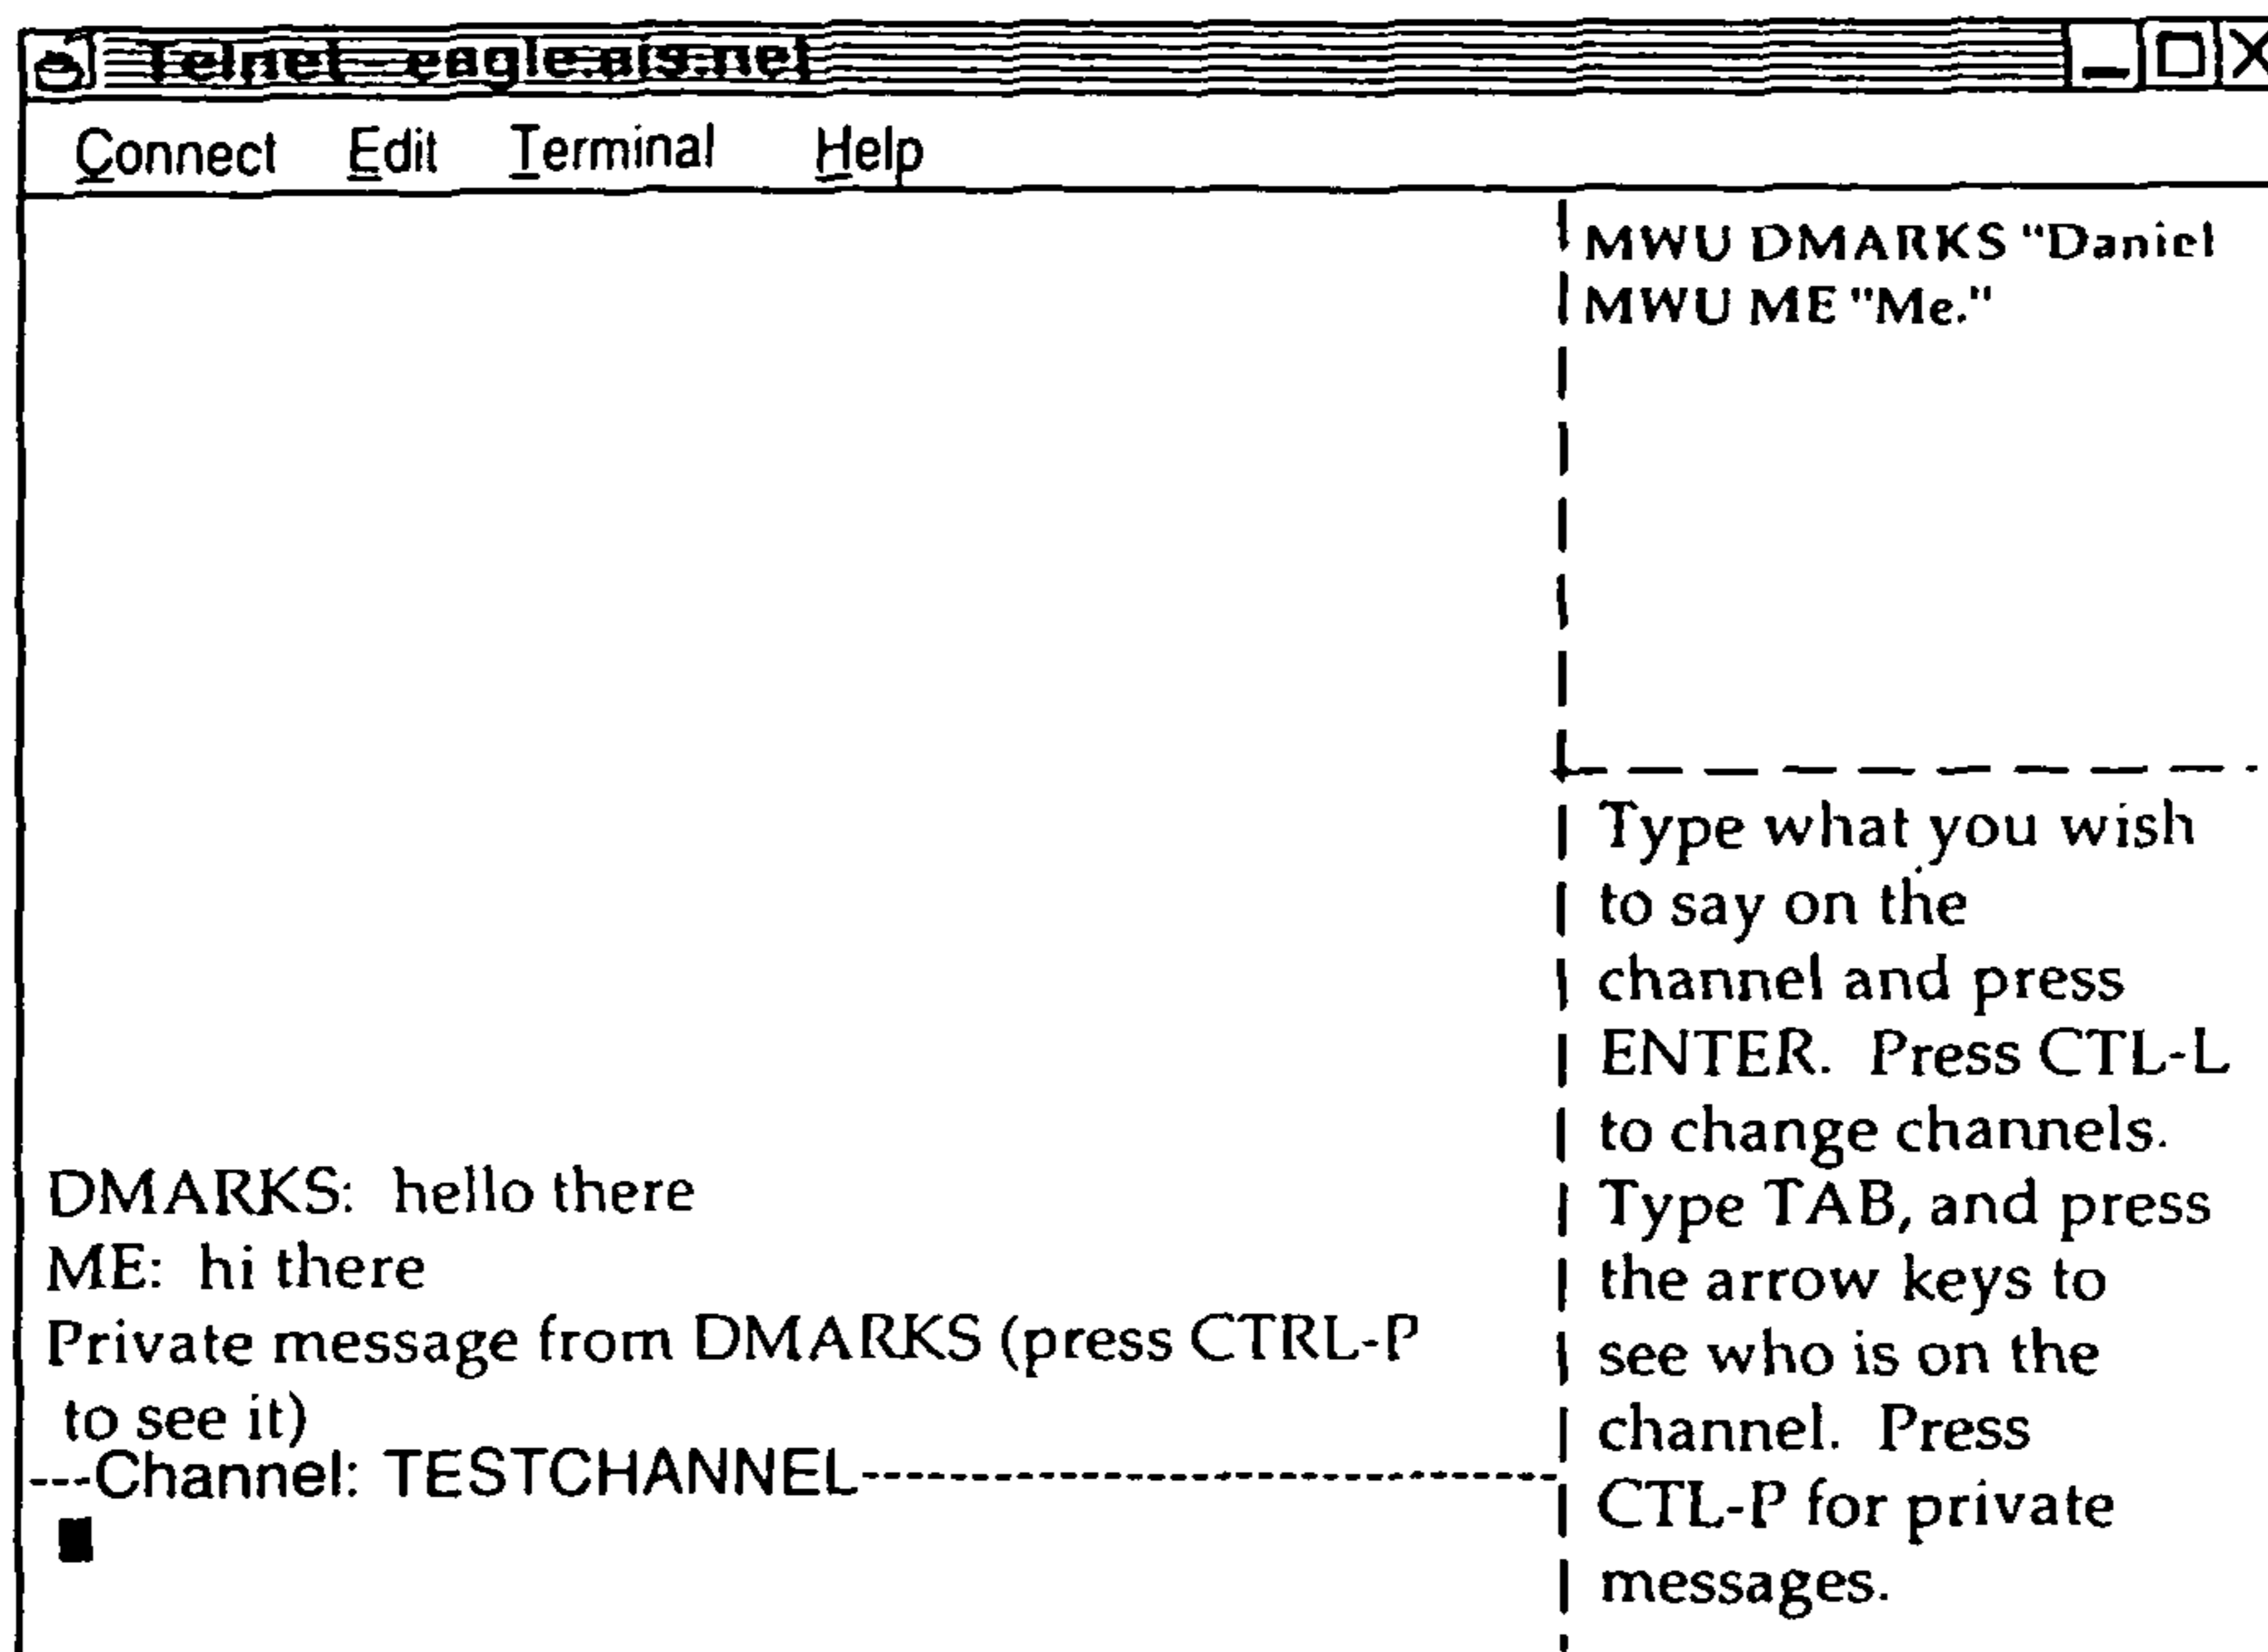 Telnet - eagle.ais.net
Connect Edit Terminal Help
MWU DMARKS "Daniel
MWU ME "Me."
DMARKS: hello there
ME: hi there
Private message from DMARKS (press CTRL-P
to see it)
---Channel: TESTCHANNEL---------------------------
Type what you wish
to say on the
channel and press
ENTER. Press CTL-L
to change channels.
Type TAB, and press
the arrow keys to
see who is on the
channel. Press
CTL-P for private
messages.